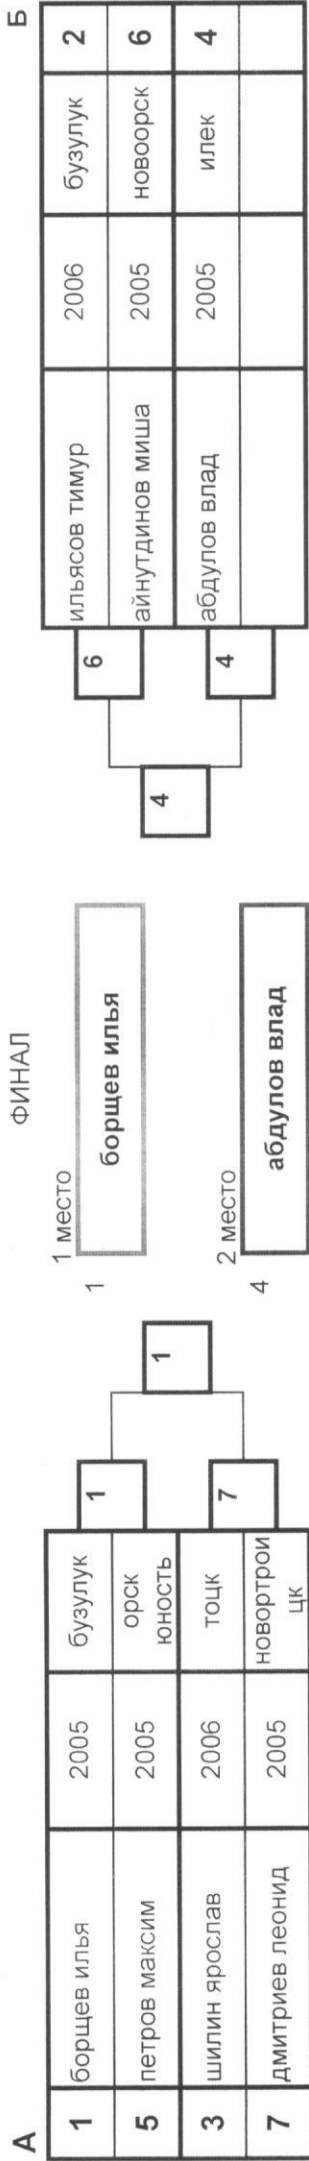 А
1 борщев илья 2005 бузулук
5 петров максим 2005 орск
юность
3 шилин ярослав 2006 тоцк
7 дмитриев леонид 2005 новортрои
цк
1
7
1
ФИНАЛ
1 место
1 борщев илья
2 место
4 абдулов влад
4
6
4
Б
ильясов тимур 2006 бузулук 2
айнутдинов миша 2005 новоорск 6
абдулов влад 2005 илек 4